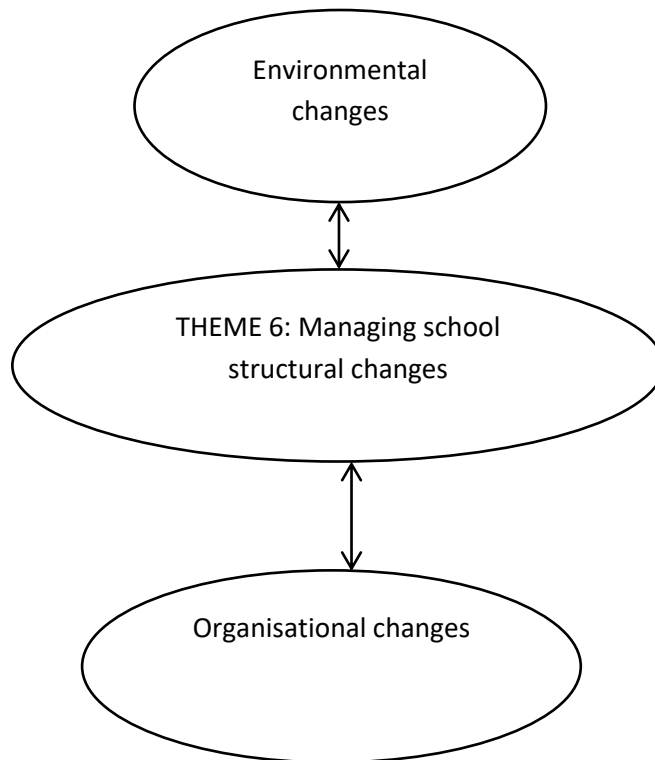 Environmental
changes
THEME 6: Managing school
structural changes
Organisational changes